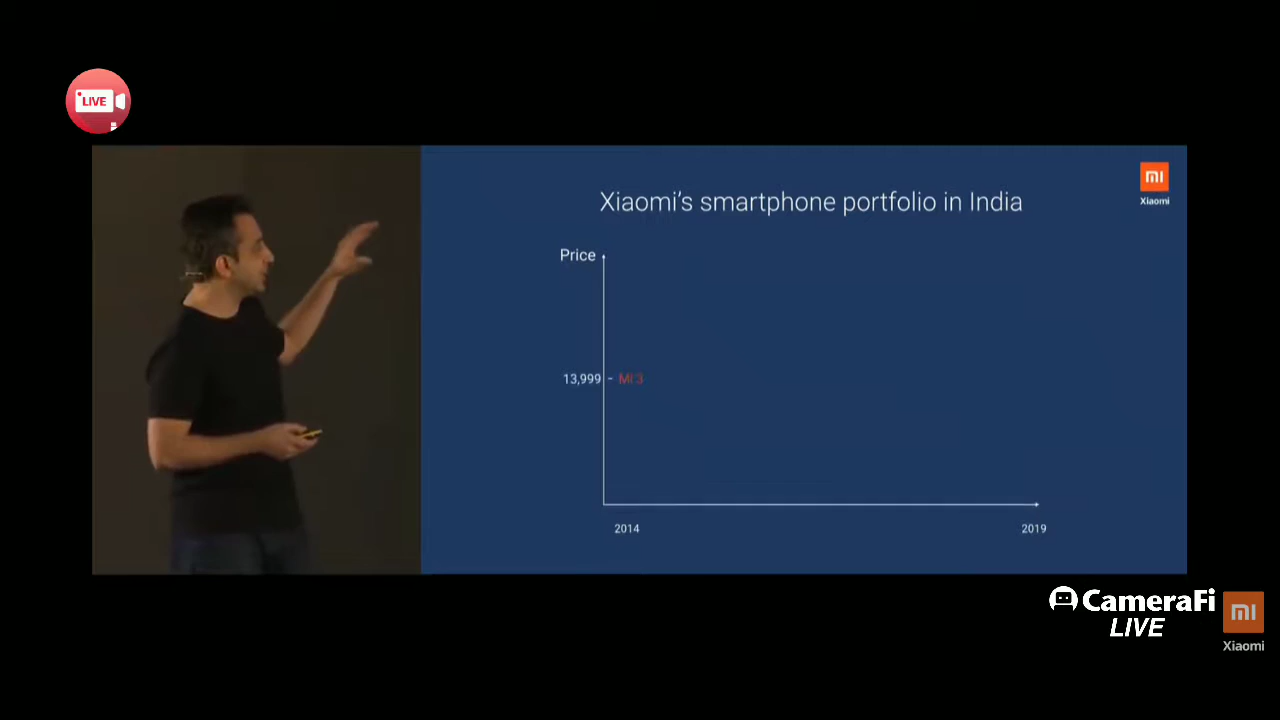 LIVE
Xiaomi's smartphone portfolio in India
mi
Xiaomi
Price
13,999
MI 3
2014
2019
CameraFi
LIVE
mi
Xiaomi